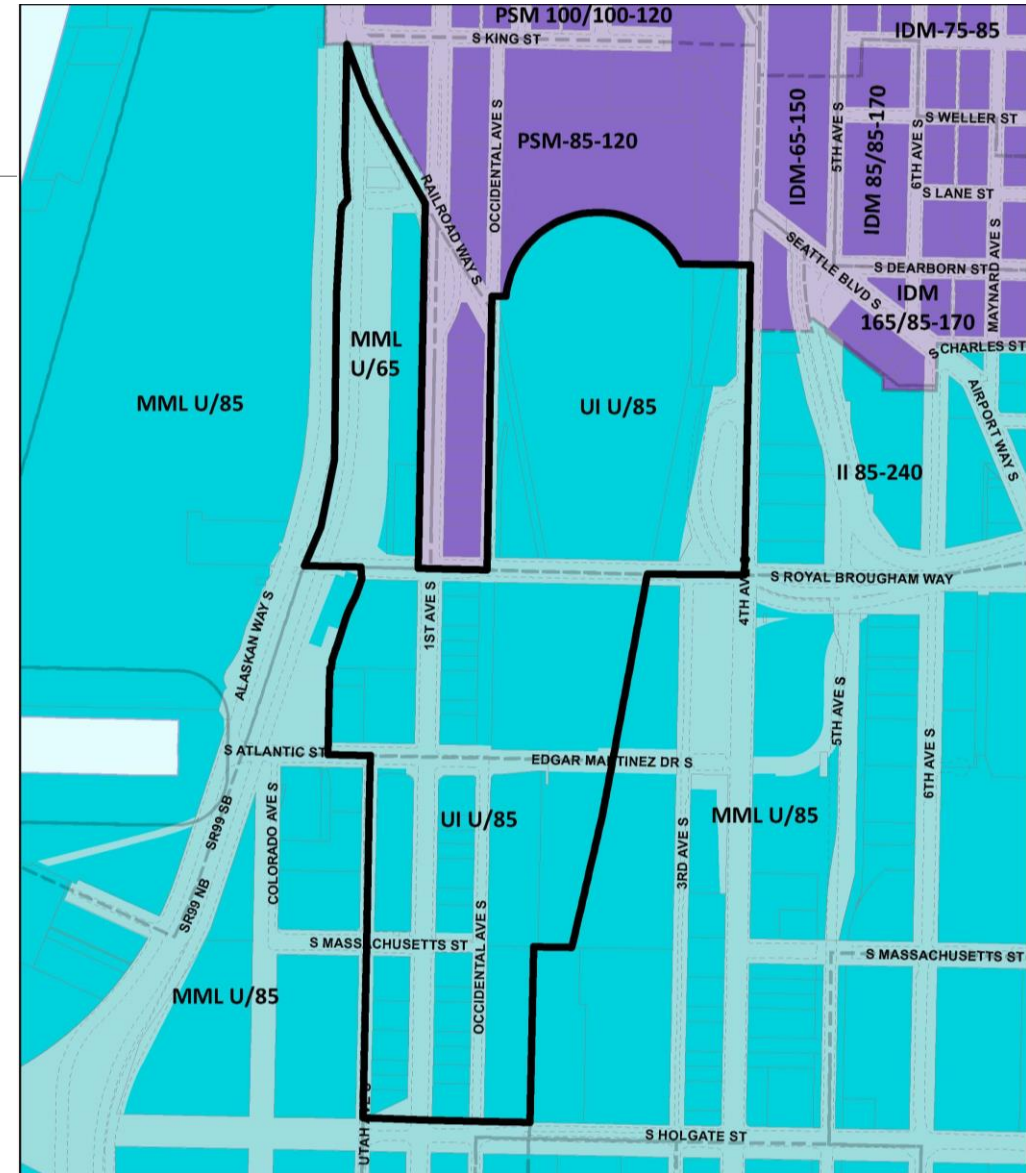 PSM 100/100-120
S KING ST
IDM-75-85
OCCIDENTAL AVE S
PSM-85-120
IDM-65-150
5TH AVE S
IDM 85/85-170
6TH AVE S
S WELLER ST
S LANE ST
MAYNARD AVE S
RAILROAD WAY S
SEATTLE BLVD S
S DEARBORN ST
IDM
165/85-170
S CHARLES ST
AIRPORT WAY S
MML
U/65
MML U/85
UI U/85
II 85-240
S ROYAL BROUGHAM WAY
ALASKAN WAY S
1ST AVE S
4TH AVE S
5TH AVE S
6TH AVE S
S ATLANTIC ST
EDGAR MARTINEZ DR S
UI U/85
MML U/85
COLORADO AVE S
SR99 SB
SR99 NB
3RD AVE S
OCCIDENTAL AVE S
S MASSACHUSETTS ST
S MASSACHUSETTS ST
MML U/85
UTAH AVE S
S HOLGATE ST